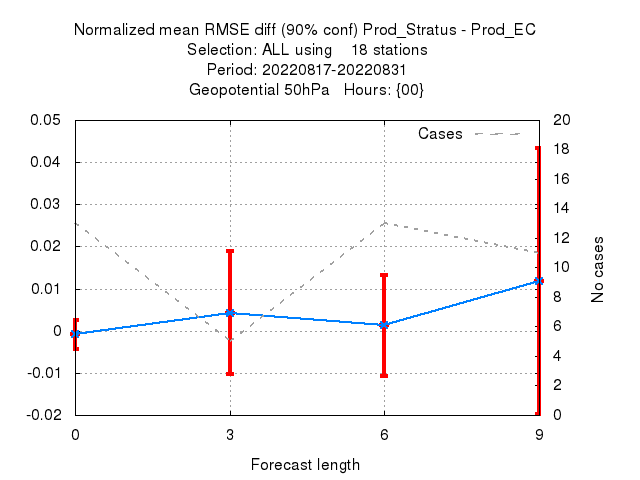 Normalized mean RMSE diff (90% conf) Prod_Stratus - Prod_EC
Selection: ALL using    18 stations
Period: 20220817-20220831
Geopotential 50hPa   Hours: {00}
Cases
0.05
0.04
0.03
0.02
0.01
0
-0.01
-0.02
20
18
16
14
12
10
8
6
4
2
0
No cases
0 3 6 9
Forecast length